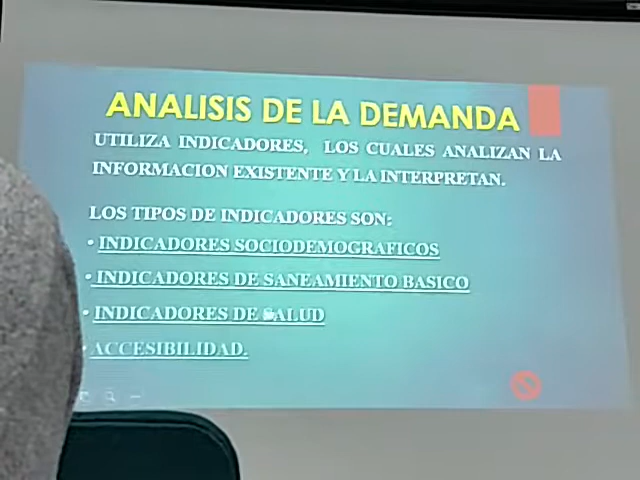 ANALISIS DE LA DEMANDA
UTILIZA INDICADORES, LOS CUALES ANALIZAN LA
INFORMACION EXISTENTE Y LA INTERPRETAN.
LOS TIPOS DE INDICADORES SON:
• INDICADORES SOCIODEMOGRAFICOS
• INDICADORES DE SANEAMIENTO BASICO
• INDICADORES DE SALUD
• ACCESIBILIDAD.